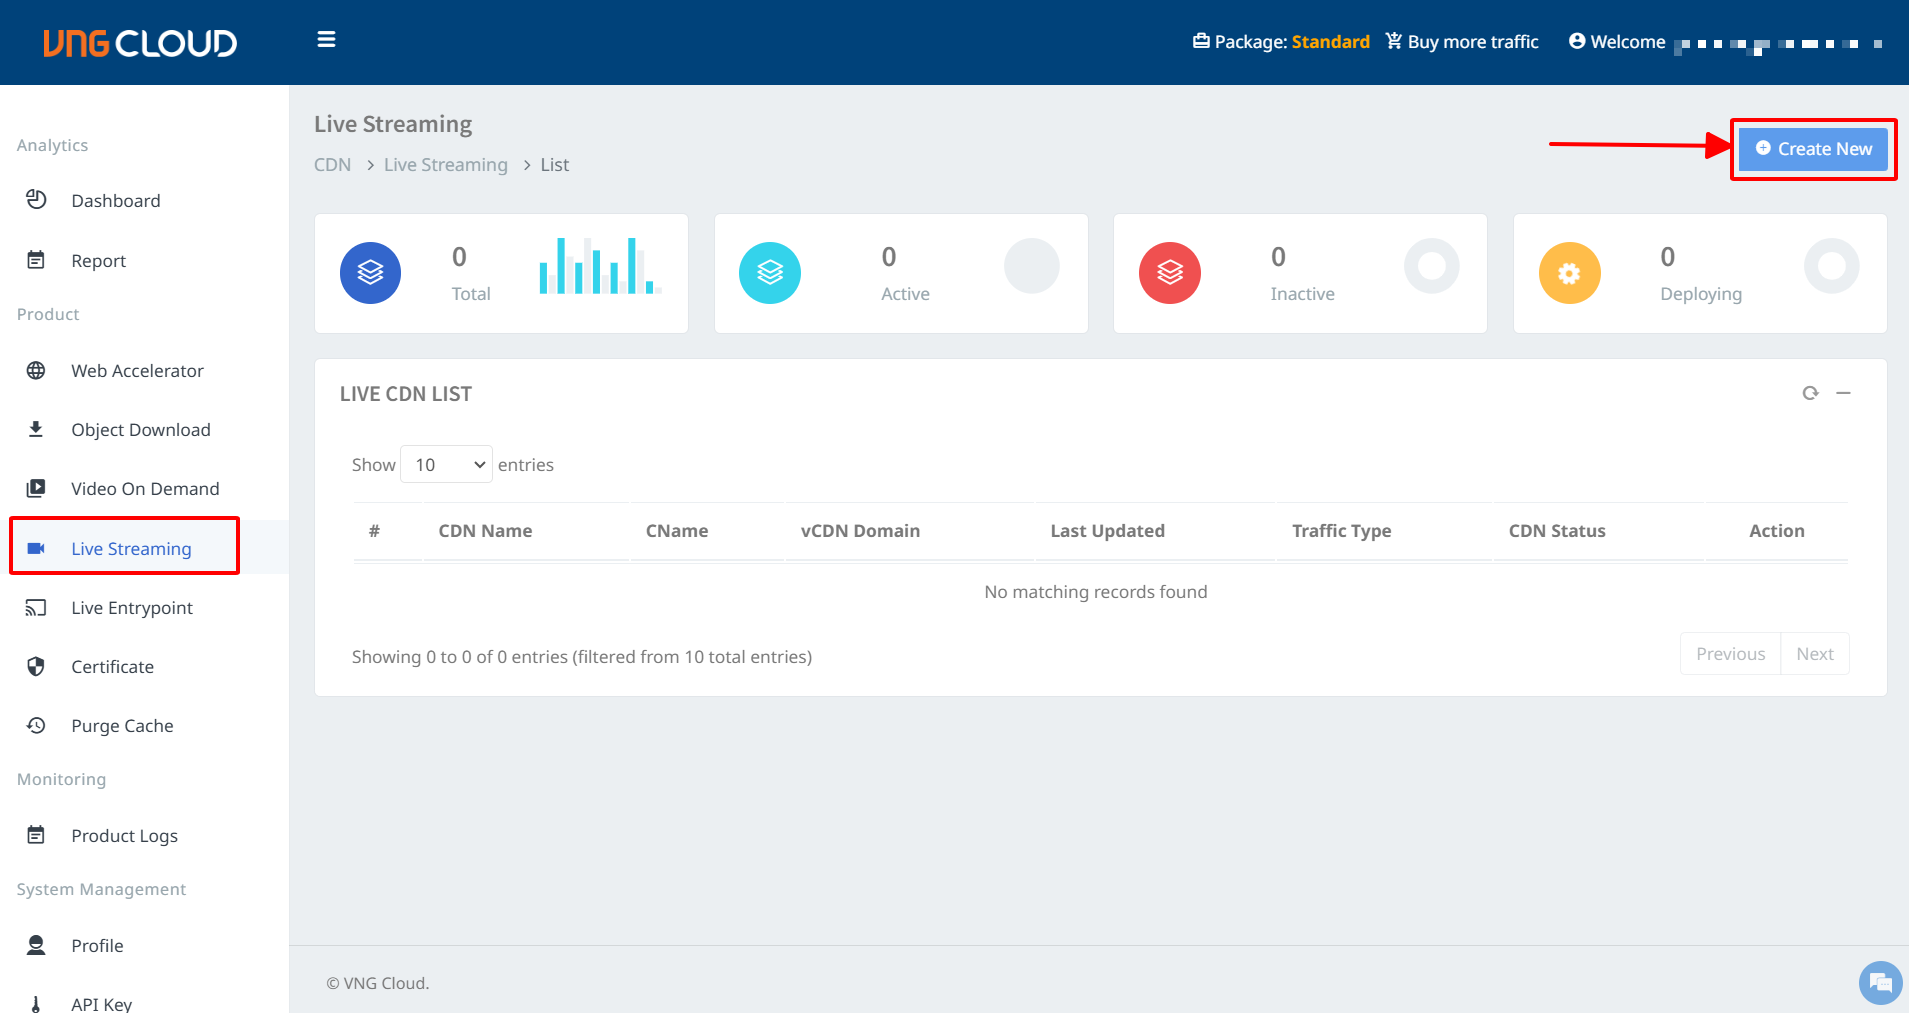 VNG CLOUD
Package: Standard
Buy more traffic
Welcome
Analytics
Dashboard
Report
Product
Web Accelerator
Object Download
Video On Demand
Live Streaming
Live Entrypoint
Certificate
Purge Cache
Monitoring
Product Logs
System Management
Profile
API Key
Live Streaming
CDN > Live Streaming > List
Create New
0
Total
0
Active
0
Inactive
0
Deploying
LIVE CDN LIST
Show 10 entries
# CDN Name CName vCDN Domain Last Updated Traffic Type CDN Status Action
No matching records found
Showing 0 to 0 of 0 entries (filtered from 10 total entries)
Previous Next
© VNG Cloud.